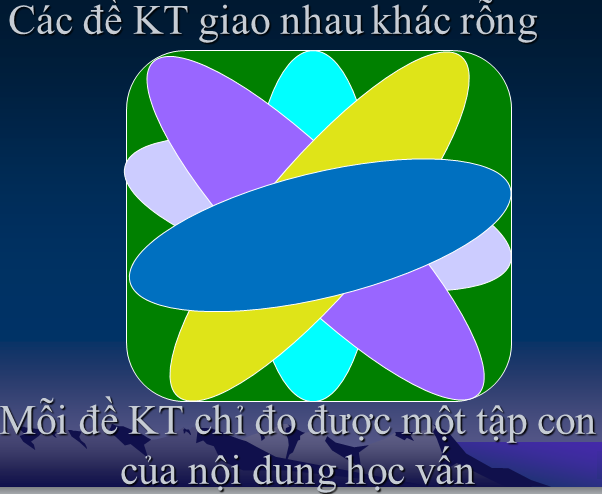 Các đề KT giao nhau khác rỗng
Mỗi đề KT chỉ đo được một tập con
của nội dung học vấn